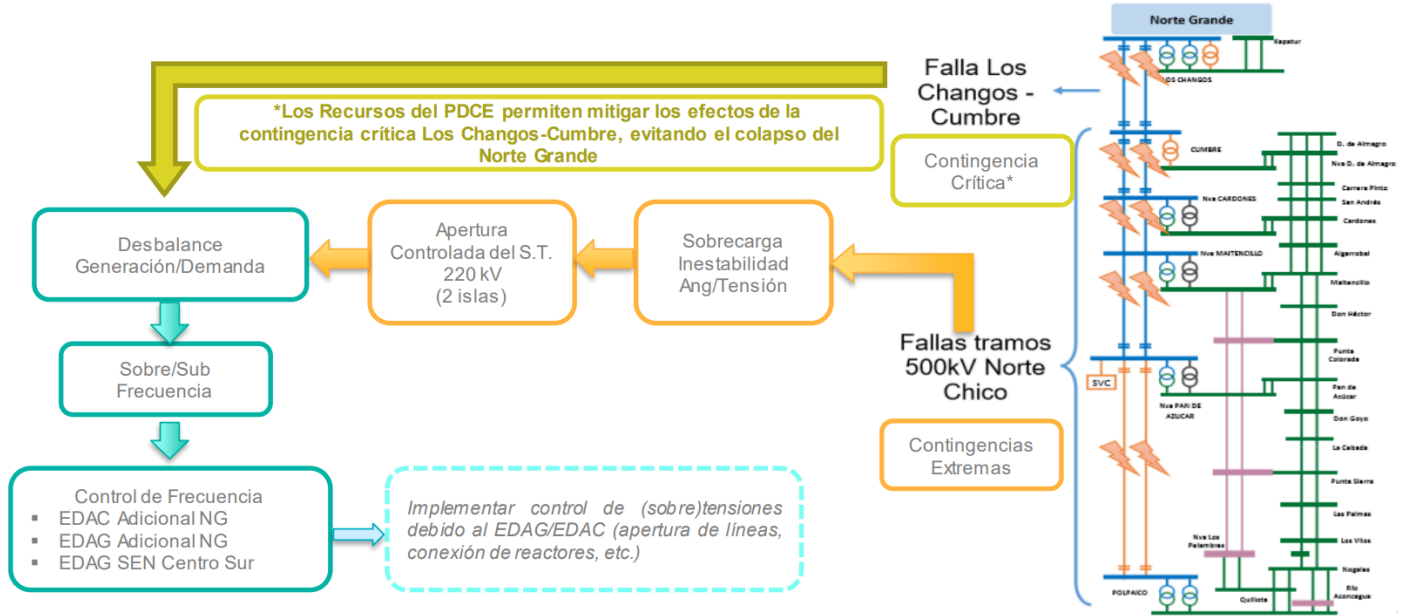 Norte Grande
Kapatur
LOS CHANGOS
Falla Los
Changos -
Cumbre
*Los Recursos del PDCE permiten mitigar los efectos de la
contingencia crítica Los Changos-Cumbre, evitando el colapso del
Norte Grande
Contingencia
Crítica*
CUMBRE
D. de Almagro
Nva D. de Almagro
Carrera Pinto
San Andrés
Nva CARDONES
Cardones
Desbalance
Generación/Demanda
Apertura
Controlada del S.T.
220 kV
(2 islas)
Sobrecarga
Inestabilidad
Ang/Tensión
Nva MAITENCILLO
Algarrobal
Maitencillo
Don Héctor
Sobre/Sub
Frecuencia
Fallas tramos
500kV Norte
Chico
Punta
Colorada
SVC
Nva PAN DE
AZUCAR
Pan de
Azúcar
Don Goyo
Contingencias
Extremas
La Cebada
Punta Sierra
Control de Frecuencia
▪ EDAC Adicional NG
▪ EDAG Adicional NG
▪ EDAG SEN Centro Sur
Implementar control de (sobre)tensiones
debido al EDAG/EDAC (apertura de líneas,
conexión de reactores, etc.)
Las Palmas
Nva Los
Pelambres
Los Vilos
Nogales
POLPAICO
Quillota
Río
Aconcagua